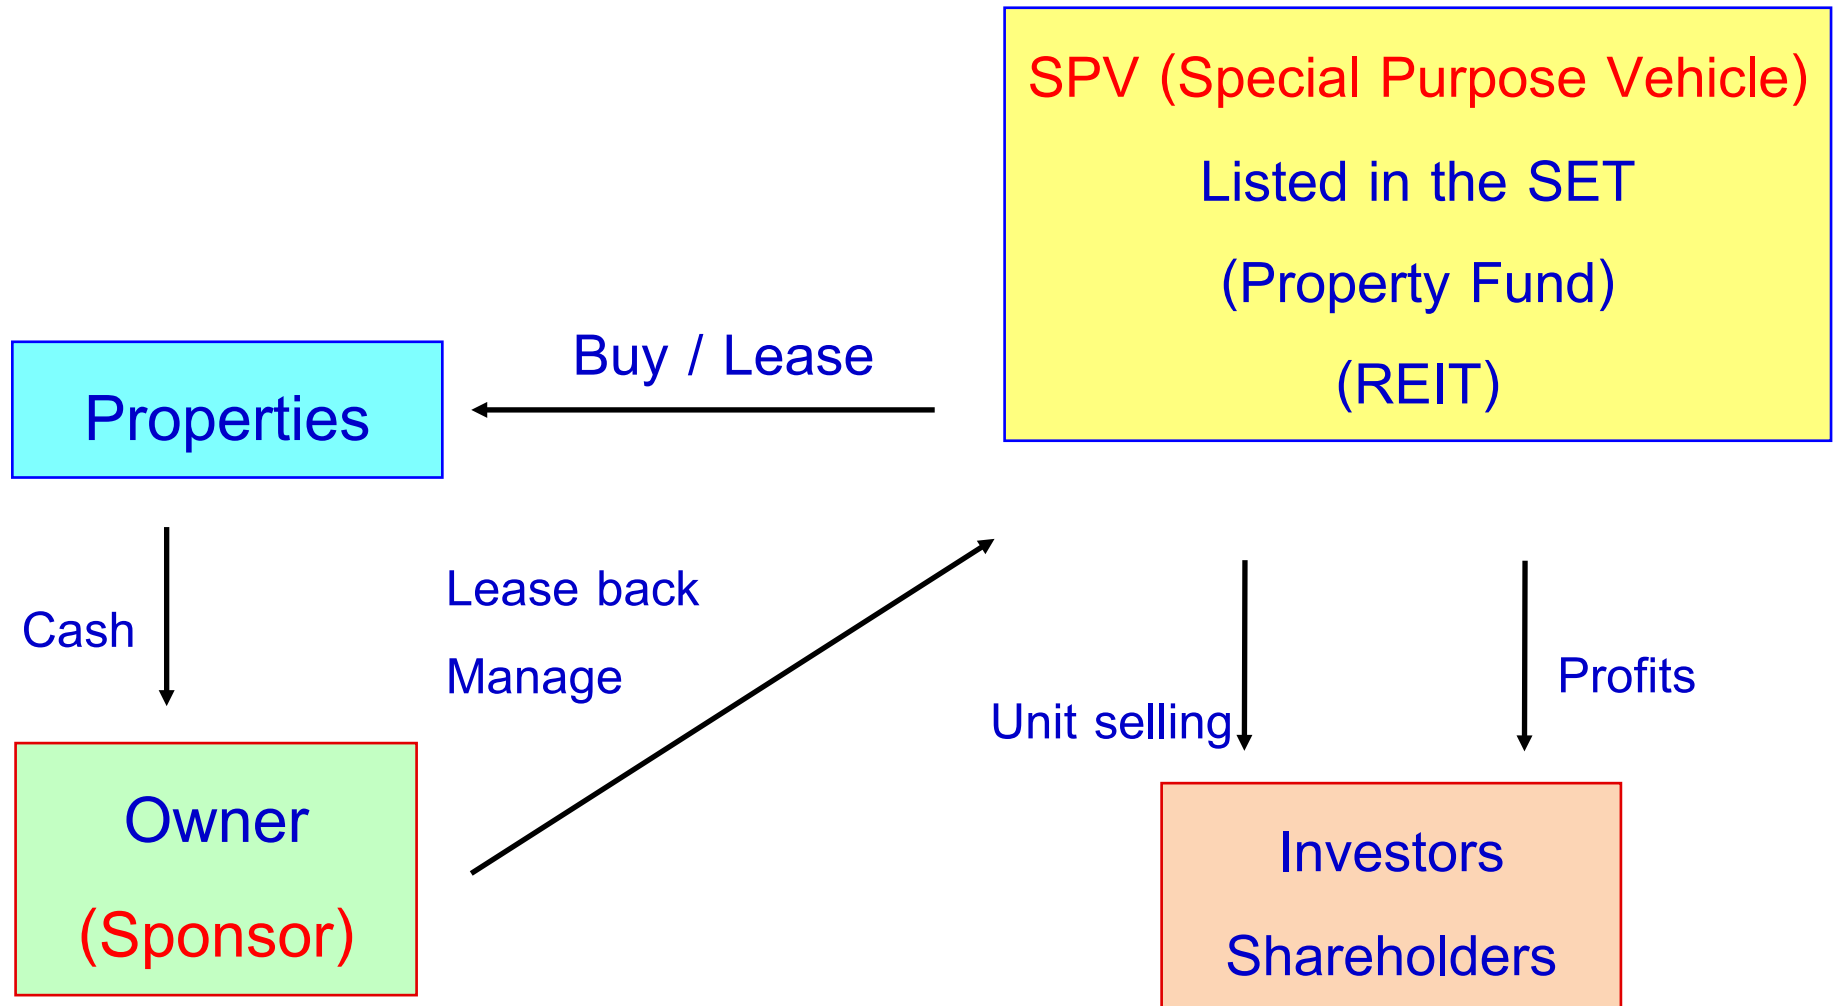 SPV (Special Purpose Vehicle)
Listed in the SET
(Property Fund)
(REIT)
Buy / Lease
Properties
Lease back
Cash
Manage
Profits
Unit selling
Owner
(Sponsor)
Investors
Shareholders